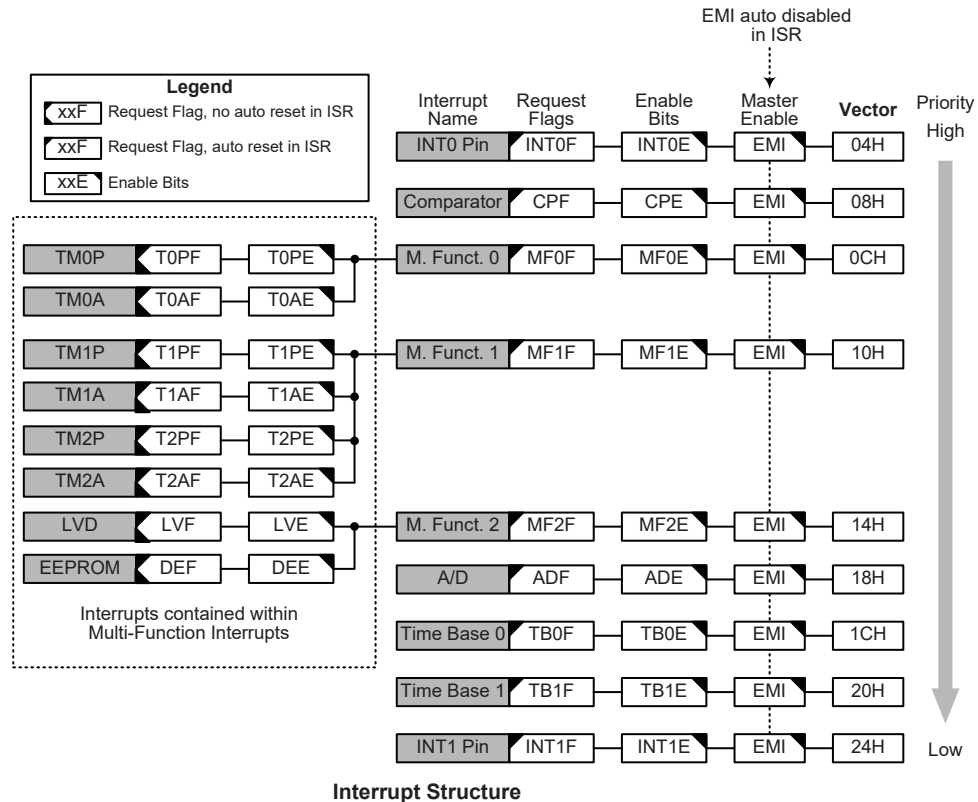 EMI auto disabled
in ISR
Legend
xxF Request Flag, no auto reset in ISR
xxF Request Flag, auto reset in ISR
xxE Enable Bits
Interrupt Name Request Flags Enable Bits Master Enable Vector Priority
High
INT0 Pin INT0F INT0E EMI 04H
Comparator CPF CPE EMI 08H
TM0P T0PF T0PE M. Funct. 0 MF0F MF0E EMI 0CH
TM0A T0AF T0AE
TM1P T1PF T1PE M. Funct. 1 MF1F MF1E EMI 10H
TM1A T1AF T1AE
TM2P T2PF T2PE
TM2A T2AF T2AE
LVD LVF LVE M. Funct. 2 MF2F MF2E EMI 14H
EEPROM DEF DEE A/D ADF ADE EMI 18H
Interrupts contained within
Multi-Function Interrupts
Time Base 0 TB0F TB0E EMI 1CH
Time Base 1 TB1F TB1E EMI 20H
INT1 Pin INT1F INT1E EMI 24H Low
Interrupt Structure